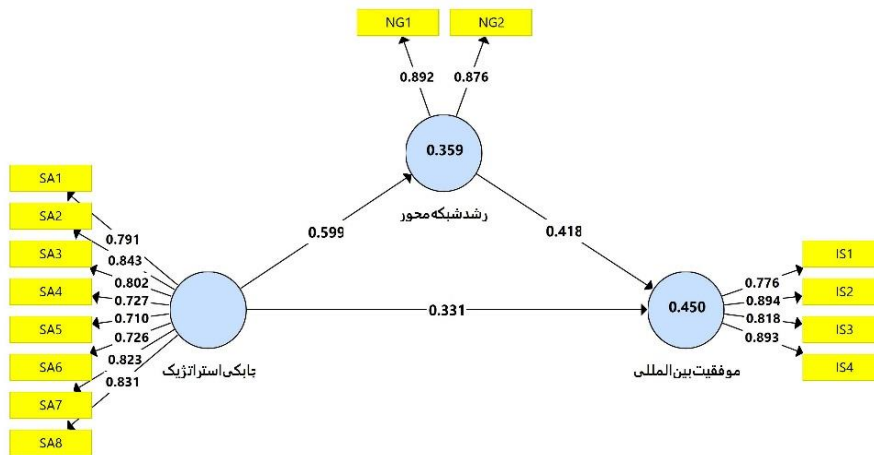 NG1
NG2
0.892
0.876
0.359
رشد شبکه محور
SA1
SA2
SA3
SA4
SA5
SA6
SA7
SA8
0.791
0.843
0.802
0.727
0.710
0.726
0.823
0.831
چابکی استراتژیک
0.599
0.418
0.331
0.450
موفقیت بین المللی
0.776
0.894
0.818
0.893
IS1
IS2
IS3
IS4